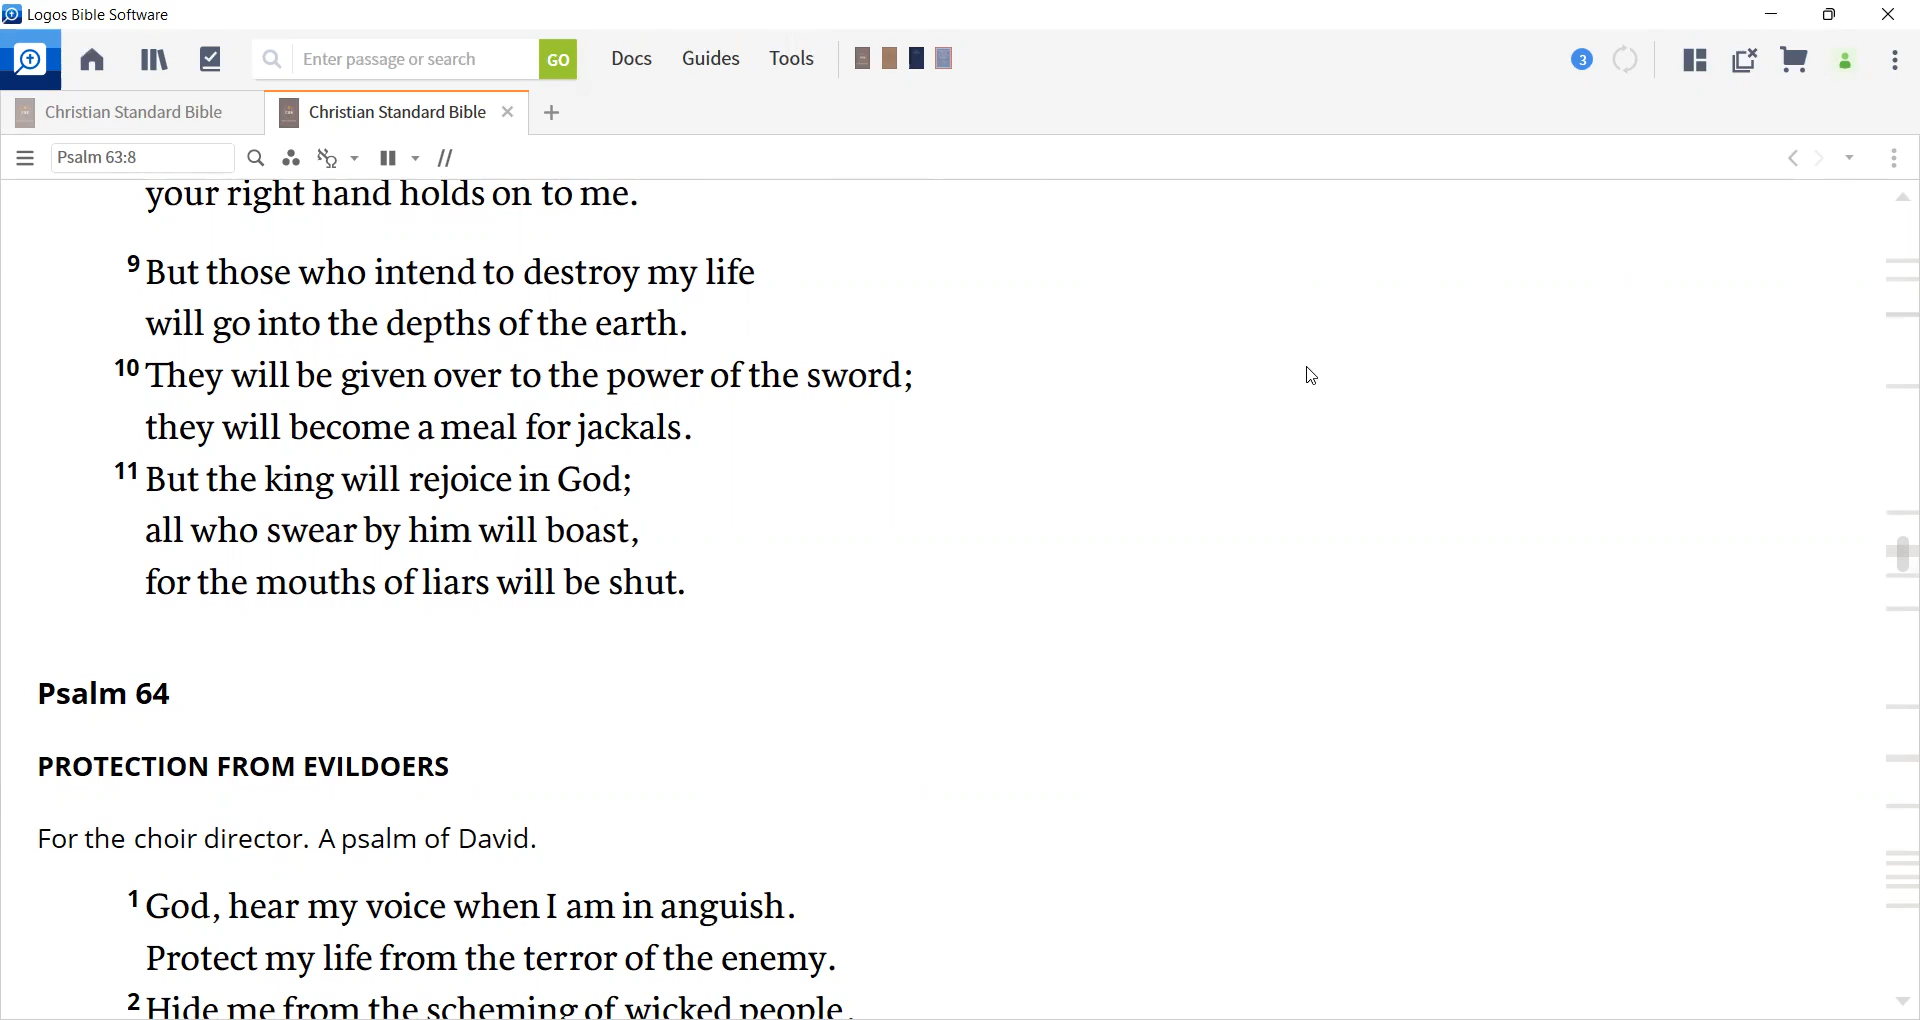 Logos Bible Software
Enter passage or search
GO
Docs
Guides
Tools
3
Christian Standard Bible
Christian Standard Bible
Psalm 63:8
your right hand holds on to me.
9 But those who intend to destroy my life
will go into the depths of the earth.
10 They will be given over to the power of the sword;
they will become a meal for jackals.
11 But the king will rejoice in God;
all who swear by him will boast,
for the mouths of liars will be shut.
Psalm 64
PROTECTION FROM EVILDOERS
For the choir director. A psalm of David.
1 God, hear my voice when I am in anguish.
Protect my life from the terror of the enemy.
2 Hide me from the scheming of wicked people,